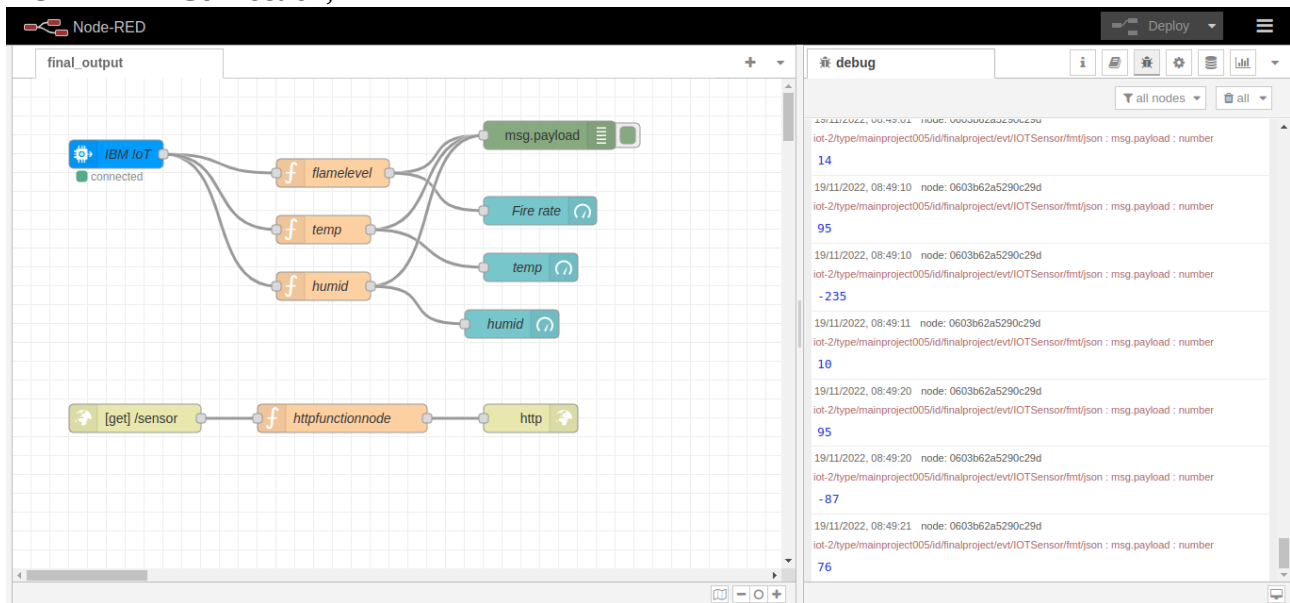 Node-RED
Deploy
final_output
debug
i
all nodes
all
IBM IoT
connected
flamelevel
temp
humid
msg.payload
Fire rate
temp
humid
[get] /sensor
httpfunctionnode
http
19/11/2022, 08:49:01 node: 0603b62a5290c29d
iot-2/type/mainproject005/id/finalproject/evt/IOTSensor/fmt/json : msg.payload : number
14
19/11/2022, 08:49:10 node: 0603b62a5290c29d
iot-2/type/mainproject005/id/finalproject/evt/IOTSensor/fmt/json : msg.payload : number
95
19/11/2022, 08:49:10 node: 0603b62a5290c29d
iot-2/type/mainproject005/id/finalproject/evt/IOTSensor/fmt/json : msg.payload : number
-235
19/11/2022, 08:49:11 node: 0603b62a5290c29d
iot-2/type/mainproject005/id/finalproject/evt/IOTSensor/fmt/json : msg.payload : number
10
19/11/2022, 08:49:20 node: 0603b62a5290c29d
iot-2/type/mainproject005/id/finalproject/evt/IOTSensor/fmt/json : msg.payload : number
95
19/11/2022, 08:49:20 node: 0603b62a5290c29d
iot-2/type/mainproject005/id/finalproject/evt/IOTSensor/fmt/json : msg.payload : number
-87
19/11/2022, 08:49:21 node: 0603b62a5290c29d
iot-2/type/mainproject005/id/finalproject/evt/IOTSensor/fmt/json : msg.payload : number
76